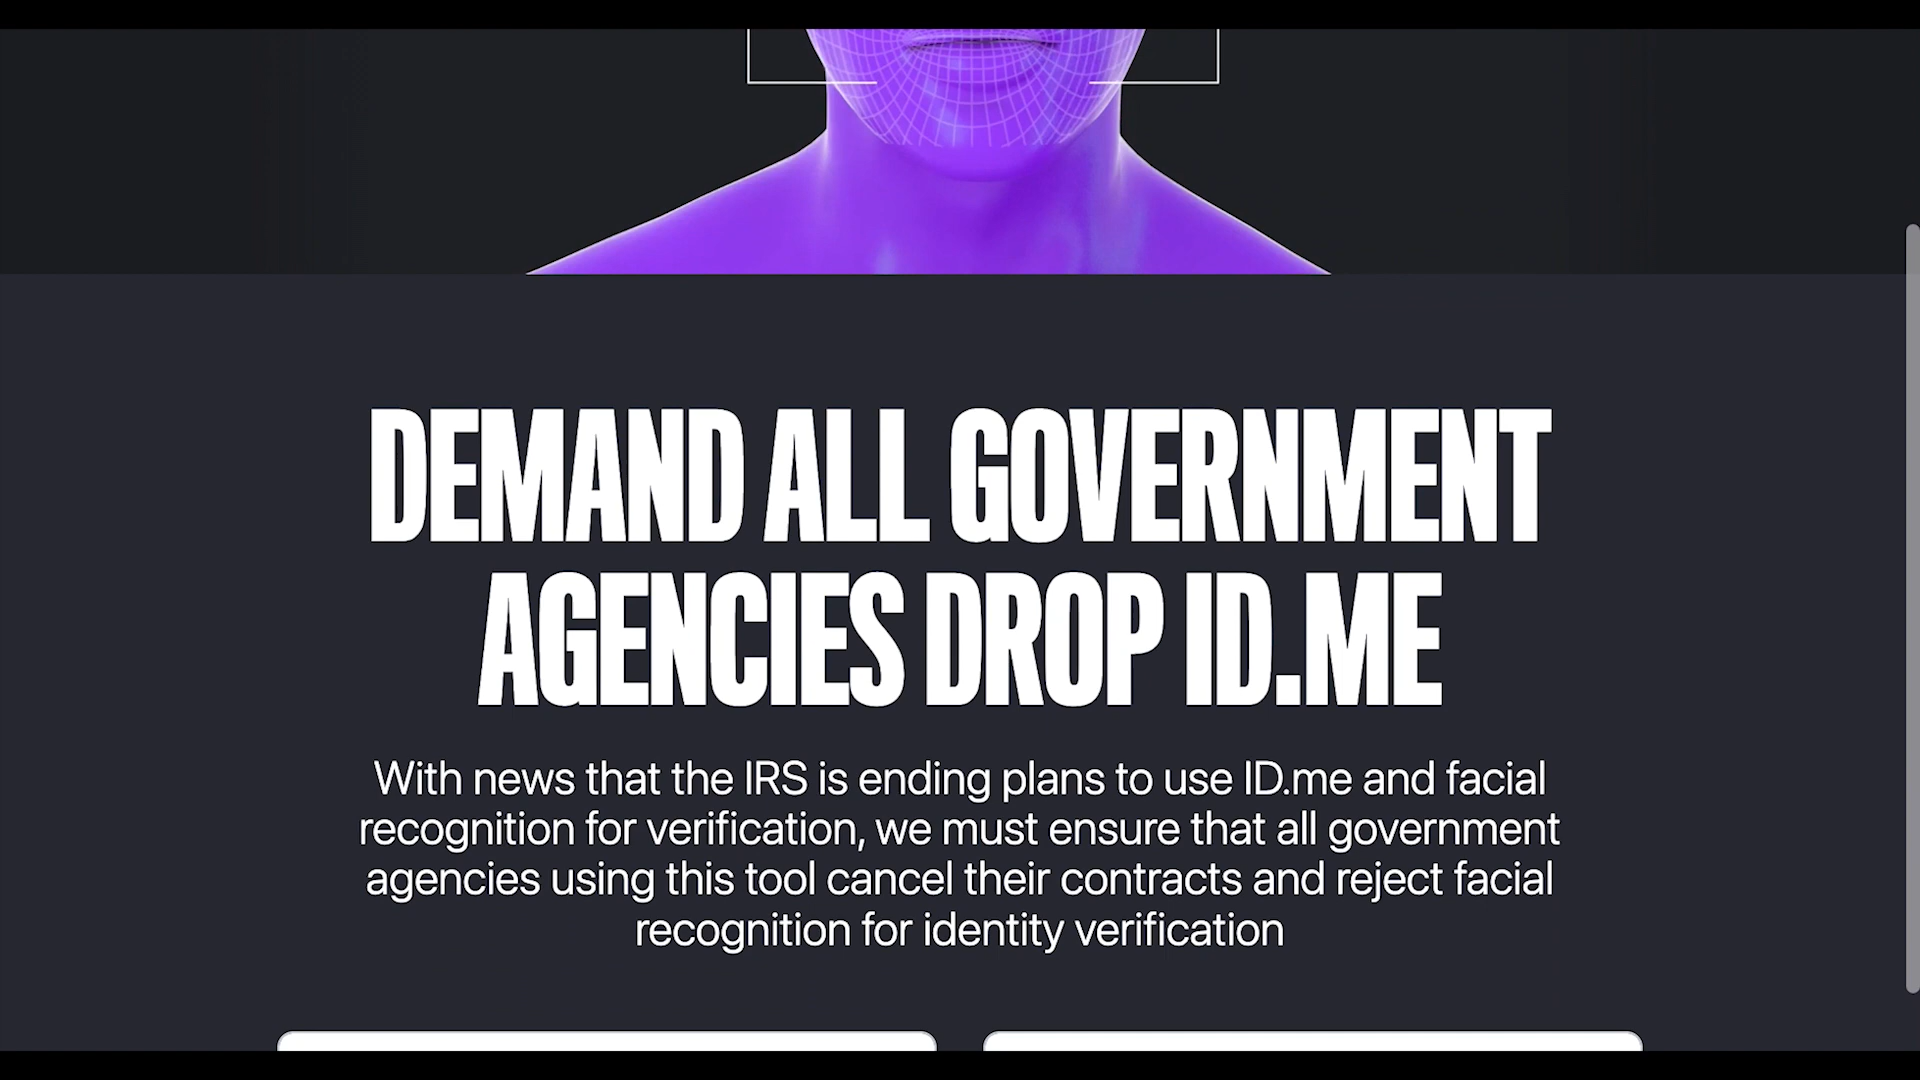 DEMAND ALL GOVERNMENT
AGENCIES DROP ID.ME
With news that the IRS is ending plans to use ID.me and facial
recognition for verification, we must ensure that all government
agencies using this tool cancel their contracts and reject facial
recognition for identity verification